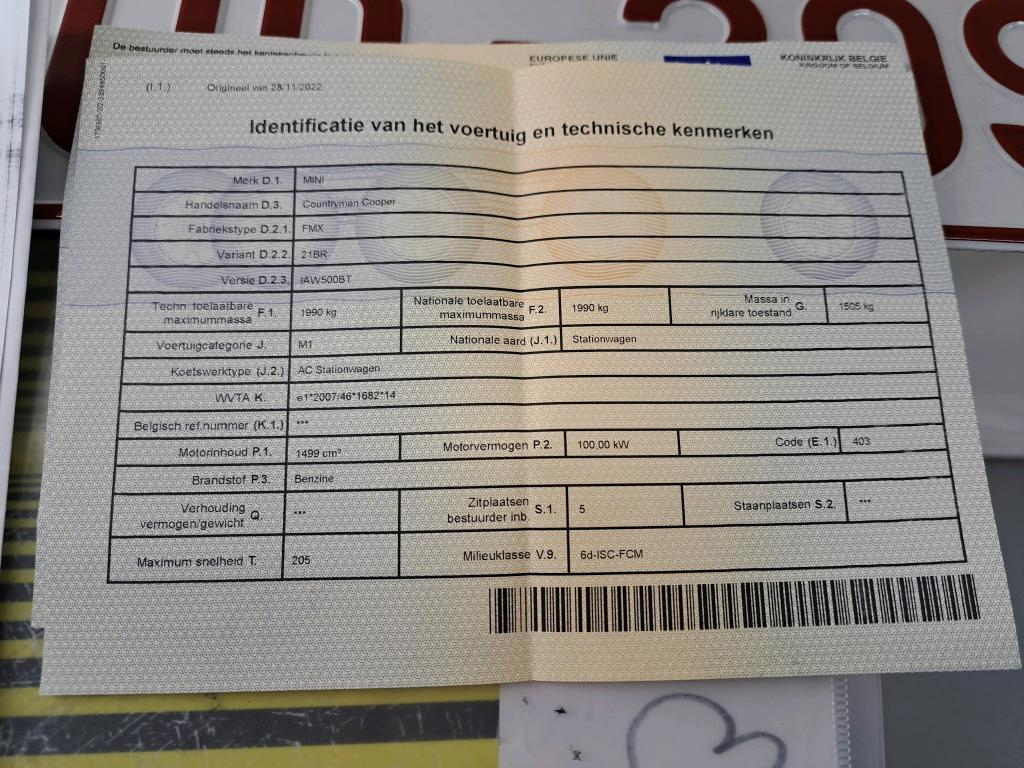 De bestuurder moet steeds het
EUROPESE UNIE
KONINKRIJK BELGIE
KINGDOM OF BELGIUM
(I.1.) Origineel van 28/11/2022
Identificatie van het voertuig en technische kenmerken
Merk D.1. MINI
Handelsnaam D.3. Countryman Cooper
Fabriekstype D.2.1. FMX
Variant D.2.2. 21BR
Versie D.2.3. IAW500BT
Techn. toelaatbare maximummassa F.1. 1990 kg Nationale toelaatbare maximummassa F.2. 1990 kg Massa in rijklare toestand G. 1505 kg
Voertuigcategorie J. M1 Nationale aard (J.1.) Stationwagen
Koetswerktype (J.2.) AC Stationwagen
WVTA K. e1*2007/46*1682*14
Belgisch ref.nummer (K.1.) ***
Motorinhoud P.1. 1499 cm³ Motorvermogen P.2. 100,00 kW Code (E.1.) 403
Brandstof P.3. Benzine
Verhouding vermogen/gewicht Q. *** Zitplaatsen bestuurder inb. S.1. 5 Staanplaatsen S.2. ***
Maximum snelheid T. 205 Milieuklasse V.9. 6d-ISC-FCM